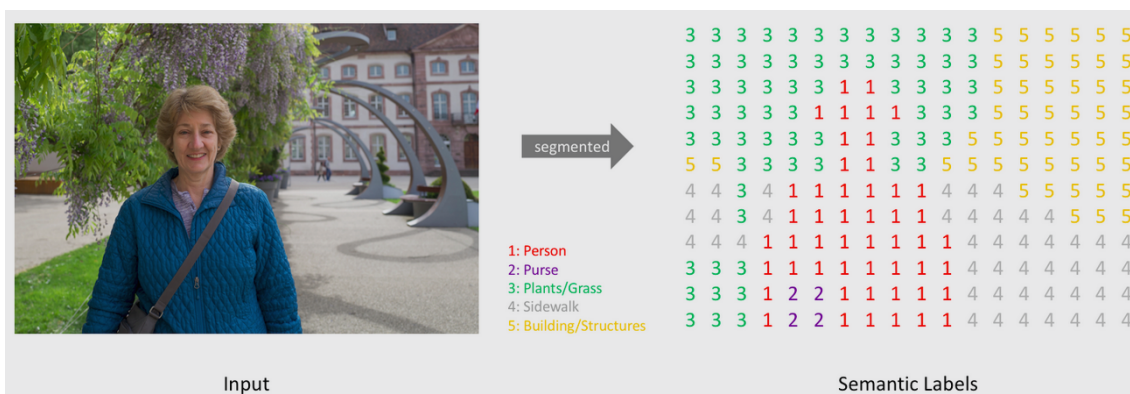 3 3 3 3 3 3 3 3 3 3 3 3 5 5 5 5 5 5
3 3 3 3 3 3 3 3 3 3 3 3 5 5 5 5 5 5
3 3 3 3 3 3 1 1 3 3 3 3 5 5 5 5 5 5
3 3 3 3 3 1 1 1 1 3 3 3 5 5 5 5 5 5
3 3 3 3 3 3 1 1 3 3 3 5 5 5 5 5 5 5
5 5 3 3 3 3 1 1 3 3 5 5 5 5 5 5 5 5
4 4 3 4 1 1 1 1 1 1 4 4 4 5 5 5 5 5
4 4 3 4 1 1 1 1 1 1 4 4 4 4 4 5 5 5
4 4 4 1 1 1 1 1 1 1 1 4 4 4 4 4 4 4
3 3 3 1 1 1 1 1 1 1 1 4 4 4 4 4 4 4
3 3 3 1 2 2 1 1 1 1 1 4 4 4 4 4 4 4
3 3 3 1 2 2 1 1 1 1 1 4 4 4 4 4 4 4
segmented
1: Person
2: Purse
3: Plants/Grass
4: Sidewalk
5: Building/Structures
Input
Semantic Labels